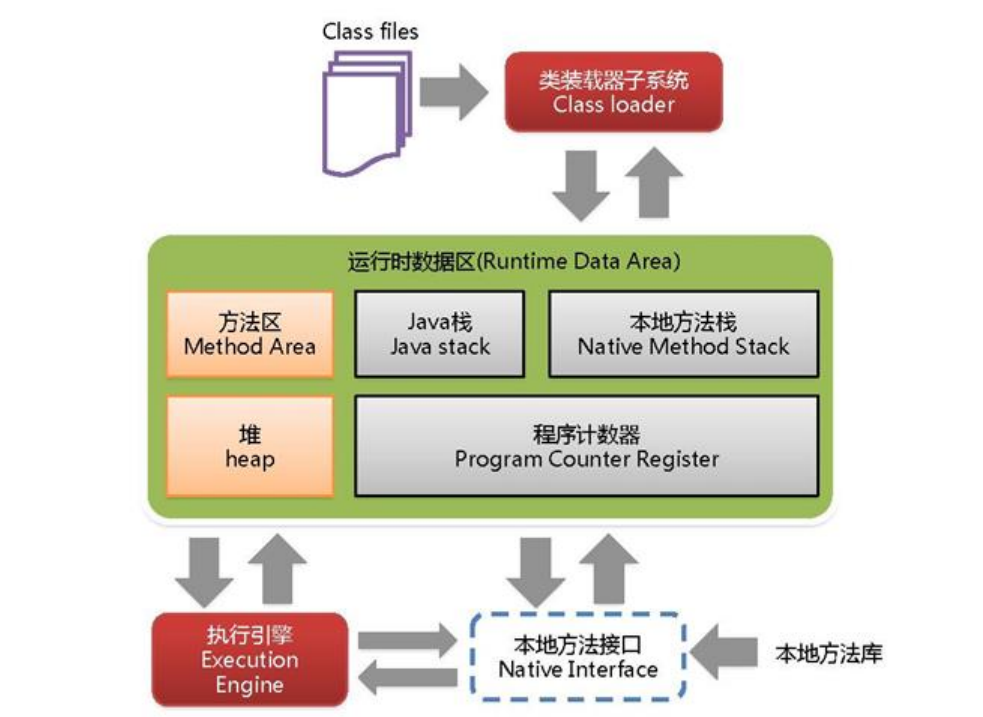 Class files
类装载器子系统
Class loader
运行时数据区(Runtime Data Area)
方法区
Method Area
Java栈
Java stack
本地方法栈
Native Method Stack
堆
heap
程序计数器
Program Counter Register
执行引擎
Execution
Engine
本地方法接口
Native Interface
本地方法库